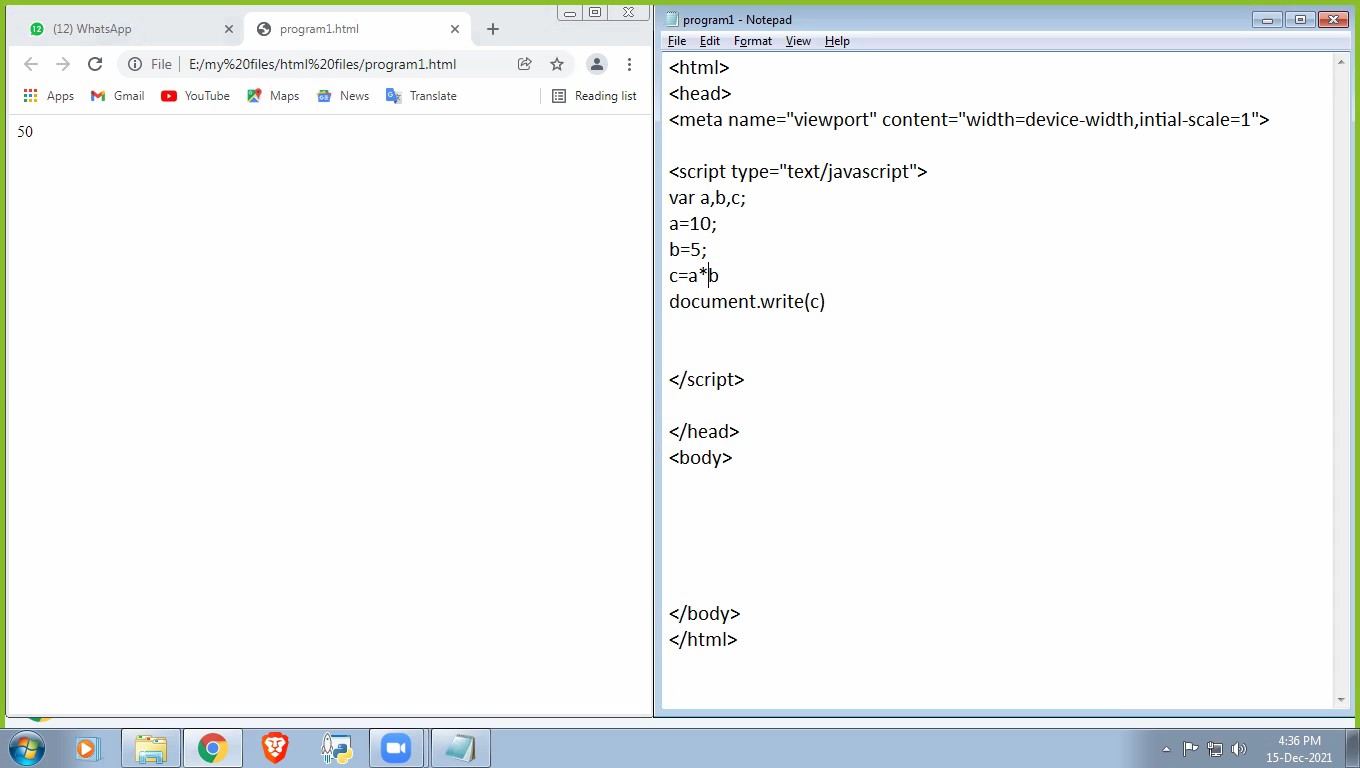 (12) WhatsApp
program1.html
File
E:/my%20files/html%20files/program1.html
Apps
Gmail
YouTube
Maps
News
Translate
Reading list
50
program1 - Notepad
File Edit Format View Help
<html>
<head>
<meta name="viewport" content="width=device-width,intial-scale=1">
<script type="text/javascript">
var a,b,c;
a=10;
b=5;
c=a*b
document.write(c)
</script>
</head>
<body>
</body>
</html>
4:36 PM
15-Dec-2021